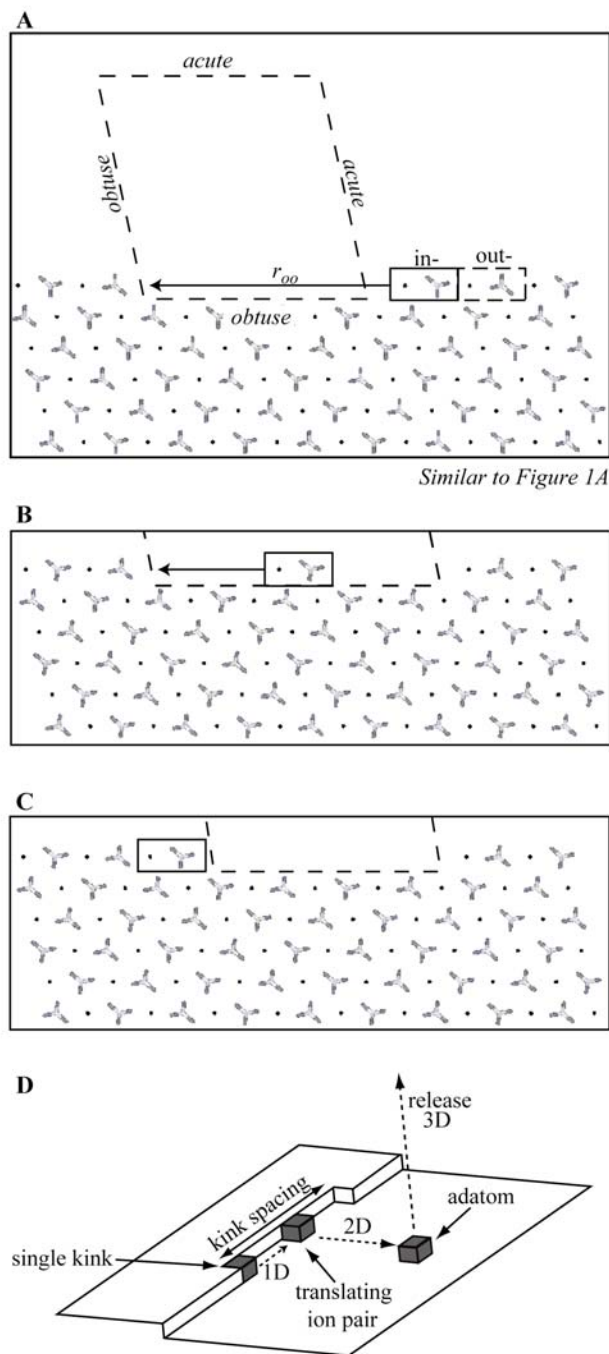 A
acute
obtuse
acute
in-
out-
r_oo
obtuse
Similar to Figure 1A
B
C
D
release
3D
adatom
kink spacing
2D
single kink
1D
translating
ion pair